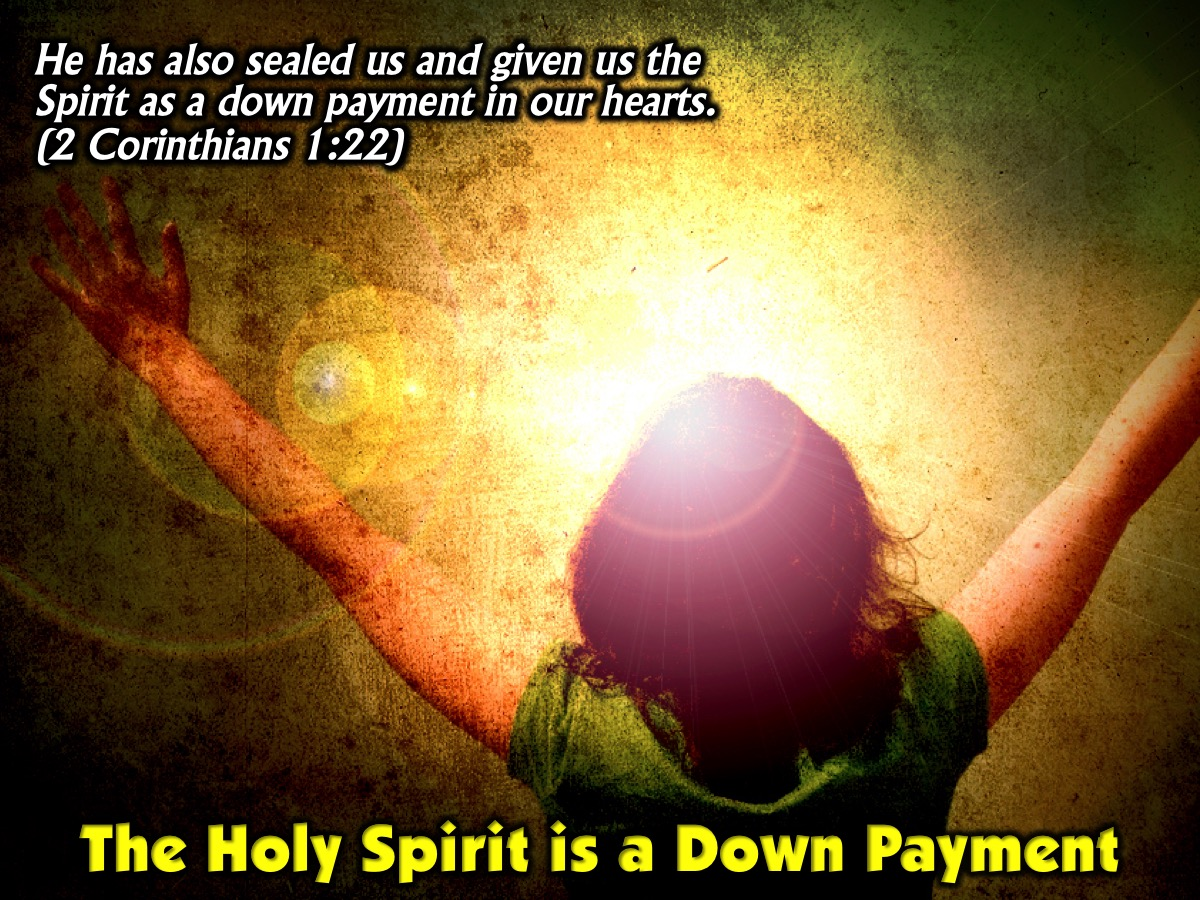 He has also sealed us and given us the
Spirit as a down payment in our hearts.
(2 Corinthians 1:22)
The Holy Spirit is a Down Payment